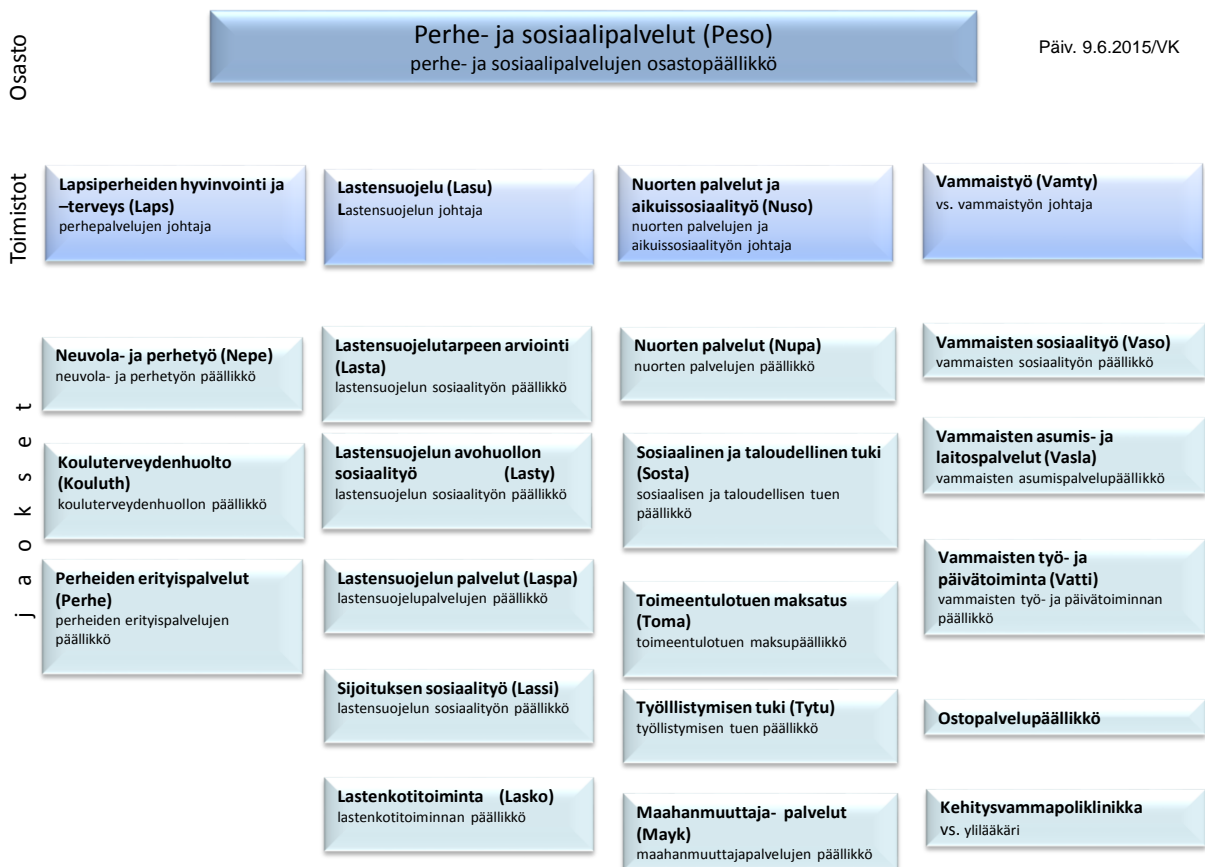 Osasto
Perhe- ja sosiaalipalvelut (Peso)
perhe- ja sosiaalipalvelujen osastopäällikkö
Päiv. 9.6.2015/VK
Toimistot
Lapsiperheiden hyvinvointi ja
–terveys (Laps)
perhepalvelujen johtaja
Lastensuojelu (Lasu)
Lastensuojelun johtaja
Nuorten palvelut ja
aikuissosiaalityö (Nuso)
nuorten palvelujen ja
aikuissosiaalityön johtaja
Vammaistyö (Vamty)
vs. vammaistyön johtaja
jaokset
Neuvola- ja perhetyö (Nepe)
neuvola- ja perhetyön päällikkö
Kouluterveydenhuolto
(Kouluth)
kouluterveydenhuollon päällikkö
Perheiden erityispalvelut
(Perhe)
perheiden erityispalvelujen
päällikkö
Lastensuojelutarpeen arviointi
(Lasta)
lastensuojelun sosiaalityön päällikkö
Lastensuojelun avohuollon
sosiaalityö (Lasty)
lastensuojelun sosiaalityön päällikkö
Lastensuojelun palvelut (Laspa)
lastensuojelupalvelujen päällikkö
Sijoituksen sosiaalityö (Lassi)
lastensuojelun sosiaalityön päällikkö
Lastenkotitoiminta (Lasko)
lastenkotitoiminnan päällikkö
Nuorten palvelut (Nupa)
nuorten palvelujen päällikkö
Sosiaalinen ja taloudellinen tuki
(Sosta)
sosiaalisen ja taloudellisen tuen
päällikkö
Toimeentulotuen maksatus
(Toma)
toimeentulotuen maksupäällikkö
Työlllistymisen tuki (Tytu)
työllistymisen tuen päällikkö
Maahanmuuttaja- palvelut
(Mayk)
maahanmuuttajapalvelujen päällikkö
Vammaisten sosiaalityö (Vaso)
vammaisten sosiaalityön päällikkö
Vammaisten asumis- ja
laitospalvelut (Vasla)
vammaisten asumispalvelupäällikkö
Vammaisten työ- ja
päivätoiminta (Vatti)
vammaisten työ- ja päivätoiminnan
päällikkö
Ostopalvelupäällikkö
Kehitysvammapoliklinikka
vs. ylilääkäri